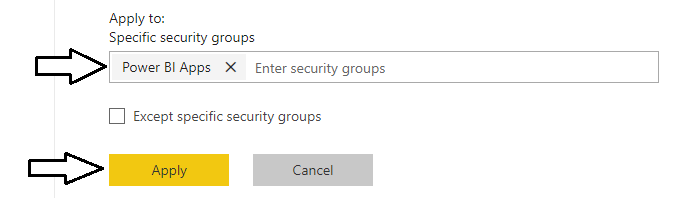 Apply to:
Specific security groups
Power BI Apps Enter security groups
Except specific security groups
Apply Cancel